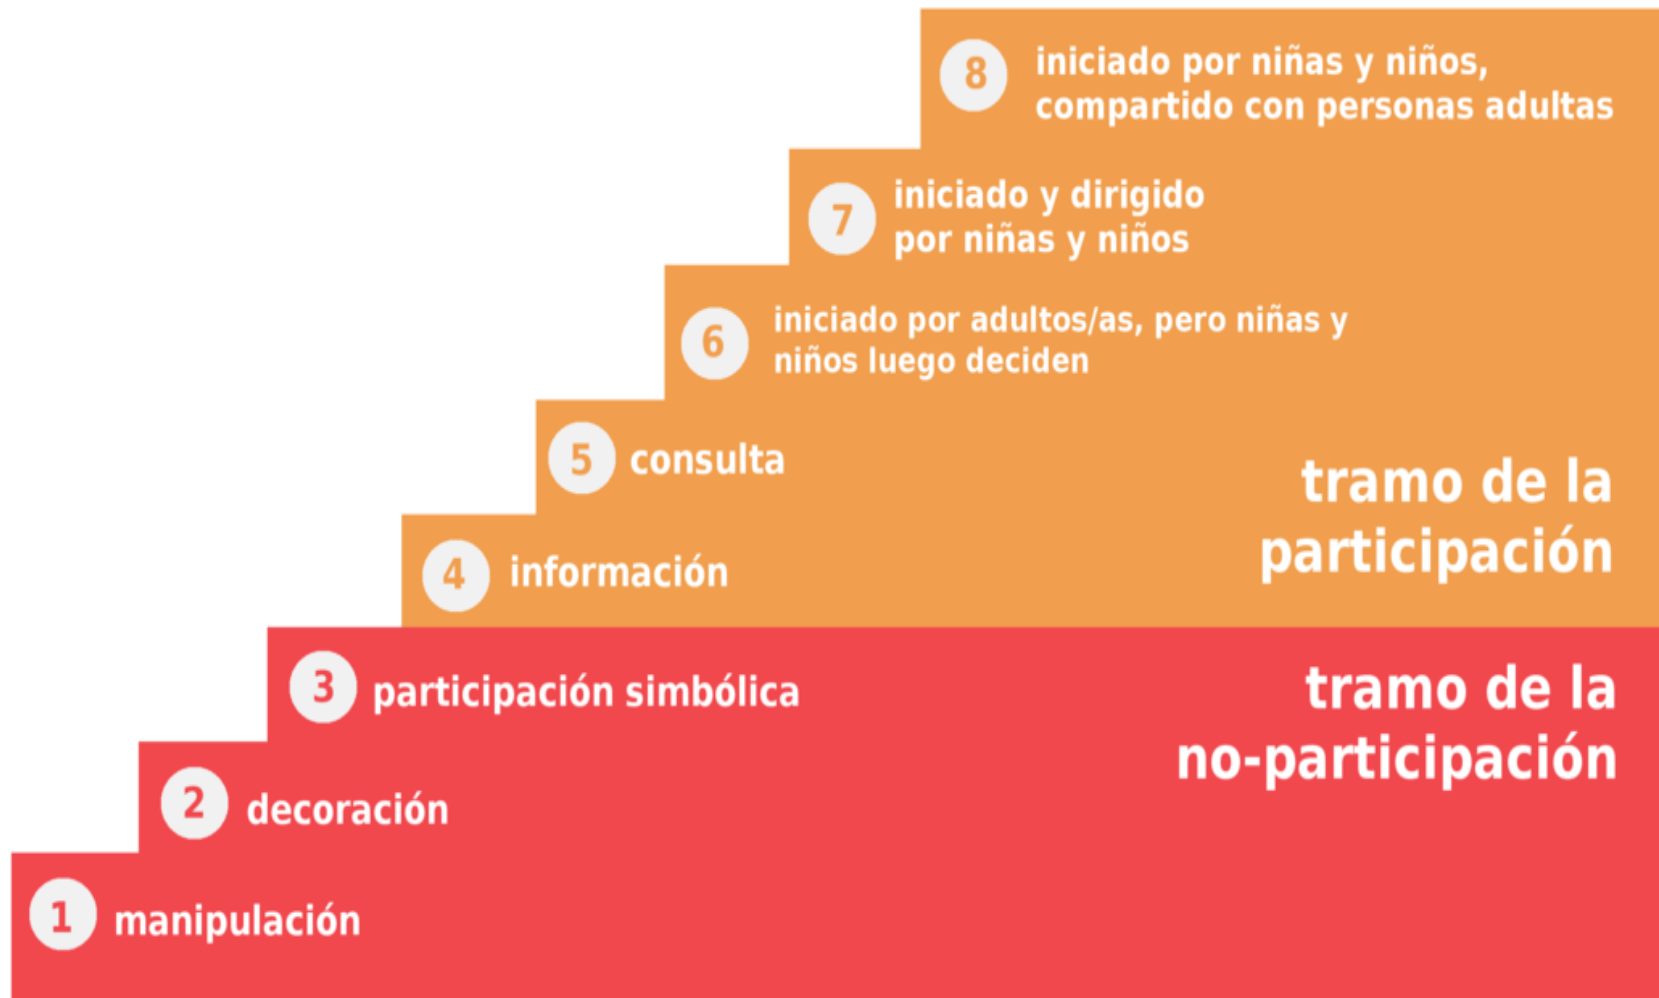 8
iniciado por niñas y niños,
compartido con personas adultas
7
iniciado y dirigido
por niñas y niños
6
iniciado por adultos/as, pero niñas y
niños luego deciden
5 consulta
tramo de la
participación
4 información
3 participación simbólica
tramo de la
no-participación
2 decoración
1 manipulación